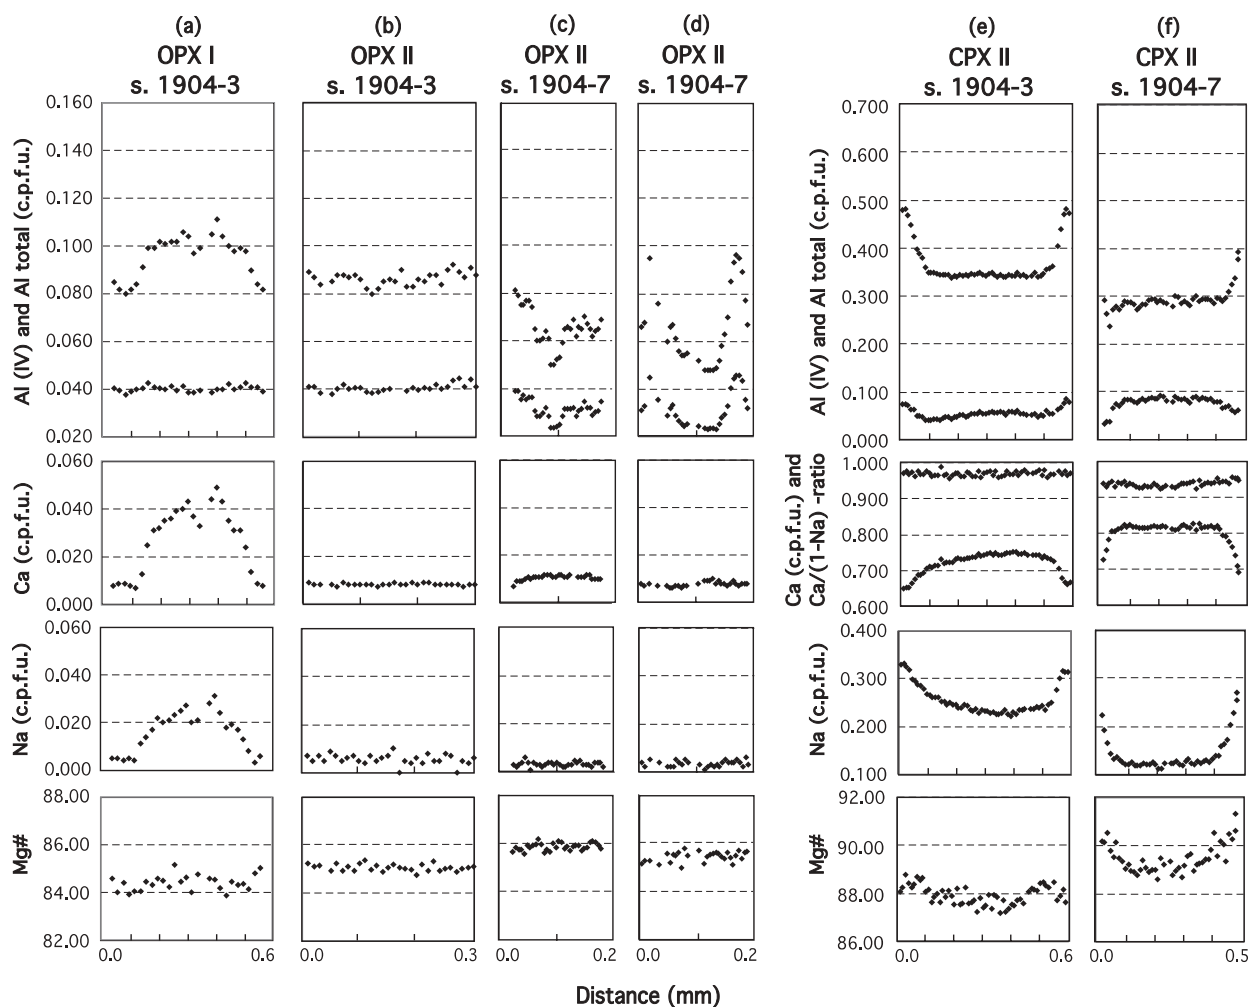 (a) (b) (c) (d) (e) (f)
OPX I OPX II OPX II OPX II CPX II CPX II
s. 1904-3 s. 1904-3 s. 1904-7 s. 1904-7 s. 1904-3 s. 1904-7
Al (IV) and Al total (c.p.f.u.)
0.160
0.140
0.120
0.100
0.080
0.060
0.040
0.020
Ca (c.p.f.u.)
0.060
0.040
0.020
0.000
Na (c.p.f.u.)
0.060
0.040
0.020
0.000
Mg#
88.00
86.00
84.00
82.00
0.0 0.6 0.0 0.3 0.0 0.2 0.0 0.2
Al (IV) and Al total (c.p.f.u.)
0.700
0.600
0.500
0.400
0.300
0.200
0.100
0.000
Ca (c.p.f.u.) and
Ca/(1-Na) -ratio
1.000
0.900
0.800
0.700
0.600
Na (c.p.f.u.)
0.400
0.300
0.200
0.100
Mg#
92.00
90.00
88.00
86.00
0.0 0.6 0.0 0.5
Distance (mm)